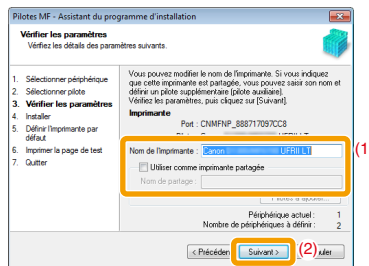 Pilotes MF - Assistant du programme d'installation
Vérifier les paramètres
Vérifiez les détails des paramètres suivants.
1. Sélectionner périphérique
2. Sélectionner pilote
3. Vérifier les paramètres
4. Installer
5. Définir l'imprimante par
défaut
6. Imprimer la page de test
7. Quitter
Vous pouvez modifier le nom de l'imprimante. Si vous indiquez
que cette imprimante est partagée, vous pouvez saisir son nom et
définir un pilote supplémentaire [pilote auxiliaire].
Vérifiez les paramètres, puis cliquez sur [Suivant].
Imprimante
Port : CNMFNP_888717097CC8
Nom de l'imprimante : Canon UFRII LT
(1
Utiliser comme imprimante partagée
Nom de partage :
Périphérique actuel : 1
Nombre de périphériques à définir : 2
< Précéden
Suivant >
(2)
uler